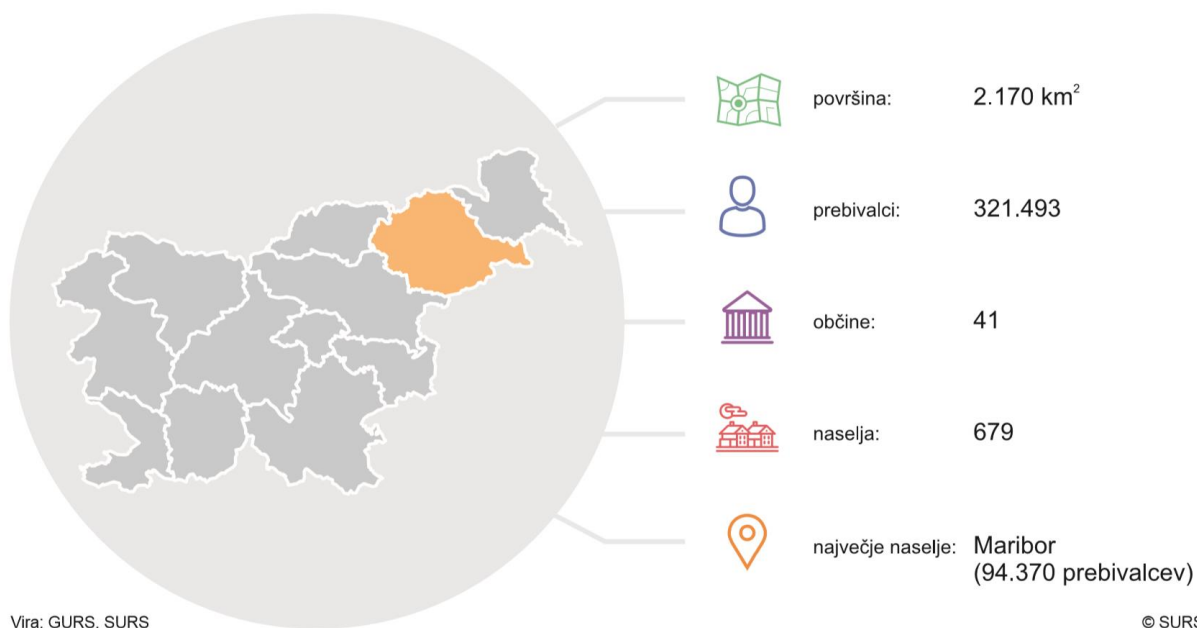 površina: 2.170 km²
prebivalci: 321.493
občine: 41
naselja: 679
največje naselje: Maribor
(94.370 prebivalcev)
Vira: GURS, SURS
© SURS